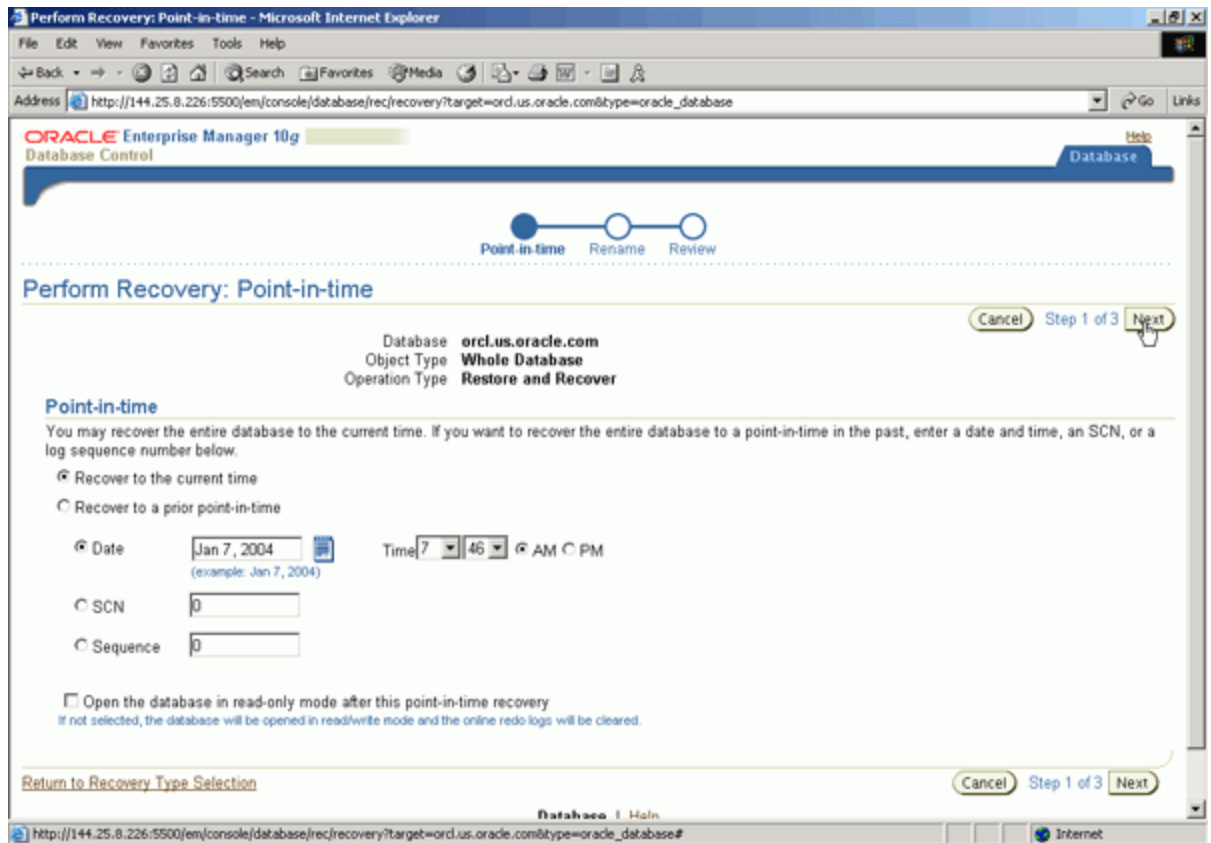 Perform Recovery: Point-in-time - Microsoft Internet Explorer
File Edit View Favorites Tools Help
Back Search Favorites Media
Address http://144.25.8.226:5500/em/console/database/rec/recovery?target=orcl.us.oracle.com&type=oracle_database Go Links
ORACLE Enterprise Manager 10g Help
Database Control Database
Point-in-time Rename Review
Perform Recovery: Point-in-time
Cancel Step 1 of 3 Next
Database orcl.us.oracle.com
Object Type Whole Database
Operation Type Restore and Recover
Point-in-time
You may recover the entire database to the current time. If you want to recover the entire database to a point-in-time in the past, enter a date and time, an SCN, or a
log sequence number below.
Recover to the current time
Recover to a prior point-in-time
Date Jan 7, 2004 Time 7 46 AM PM
(example: Jan 7, 2004)
SCN 0
Sequence 0
Open the database in read-only mode after this point-in-time recovery
If not selected, the database will be opened in read/write mode and the online redo logs will be cleared.
Return to Recovery Type Selection Cancel Step 1 of 3 Next
Database | Help
http://144.25.8.226:5500/em/console/database/rec/recovery?target=orcl.us.oracle.com&type=oracle_database# Internet